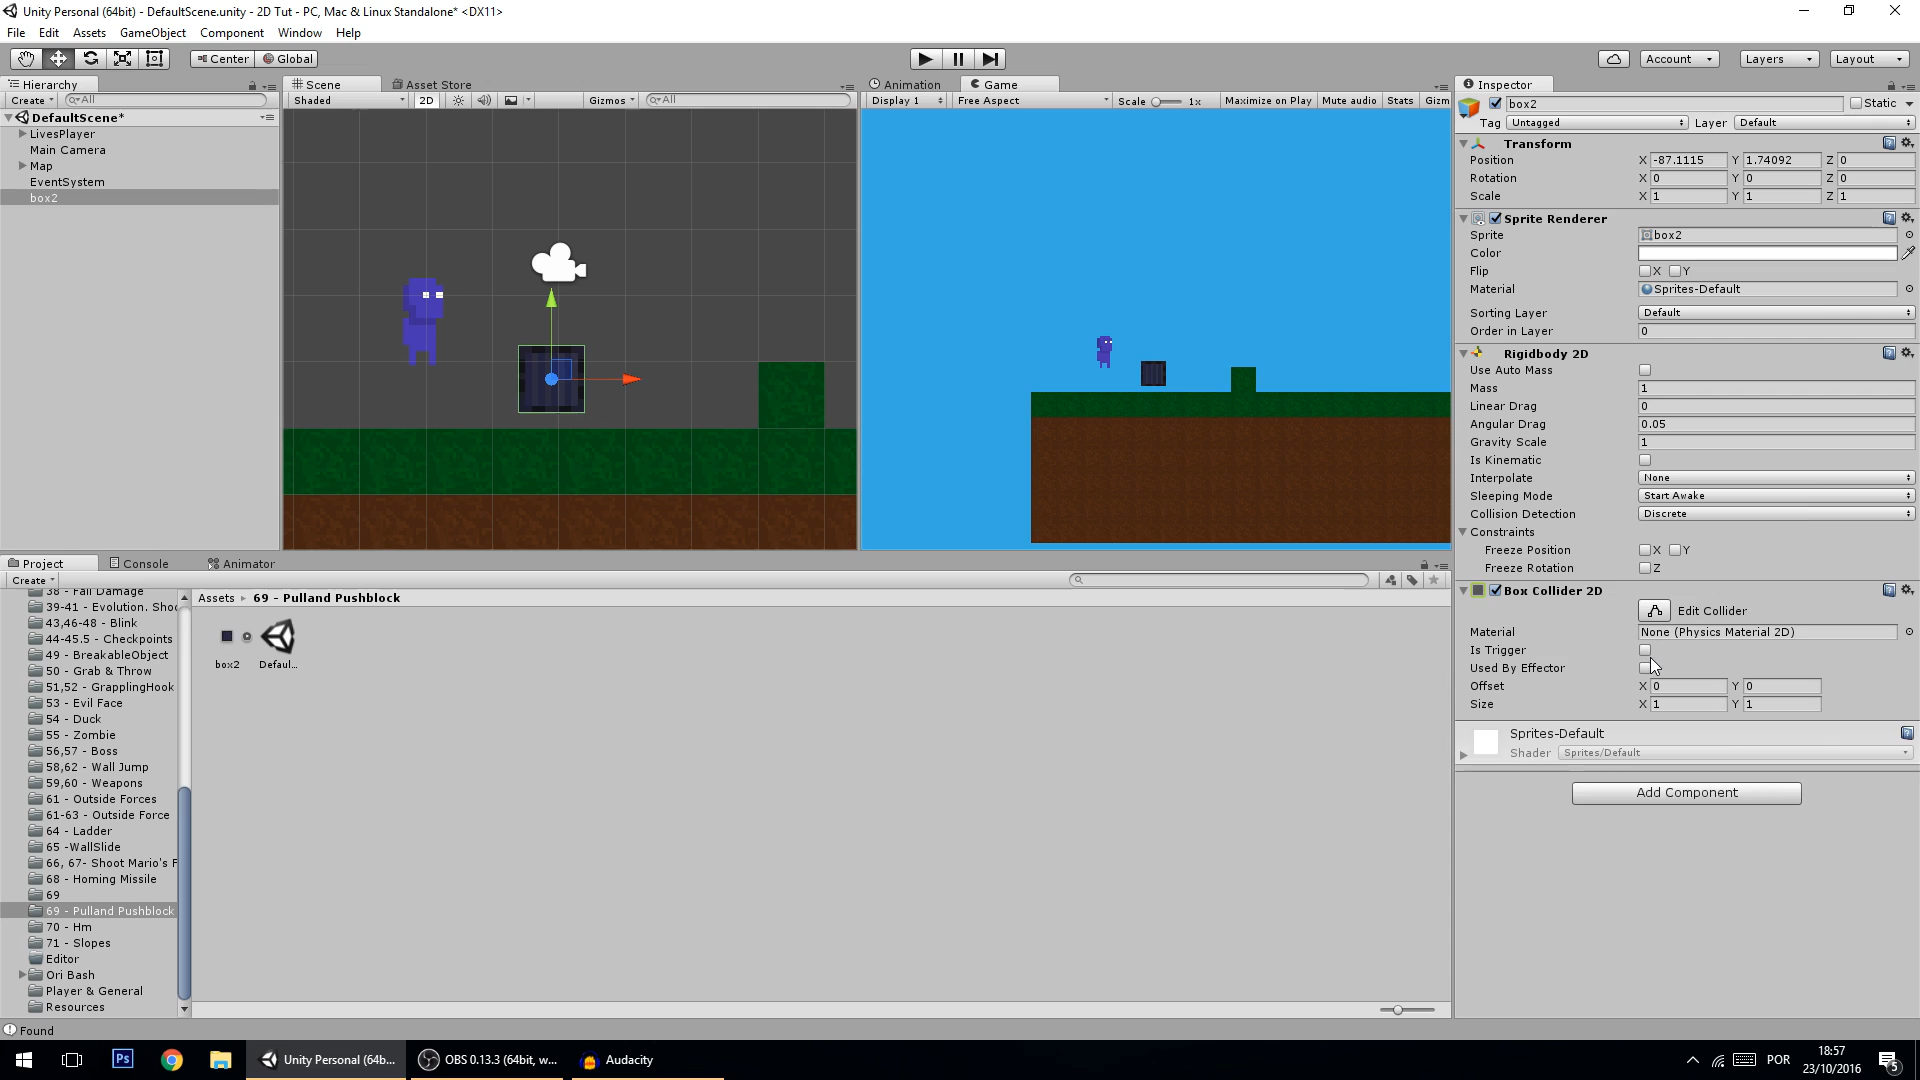 Unity Personal (64bit) - DefaultScene.unity - 2D Tut - PC, Mac & Linux Standalone* <DX11>
File Edit Assets GameObject Component Window Help
Center Global Account Layers Layout
Hierarchy
Create All
DefaultScene*
LivesPlayer
Main Camera
Map
EventSystem
box2
Scene Asset Store
Shaded 2D Gizmos All
Animation Game
Display 1 Free Aspect Scale 1x Maximize on Play Mute audio Stats Gizm
Inspector
box2 Static
Tag Untagged Layer Default
Transform
Position X -87.1115 Y 1.74092 Z 0
Rotation X 0 Y 0 Z 0
Scale X 1 Y 1 Z 1
Sprite Renderer
Sprite box2
Color
Flip X Y
Material Sprites-Default
Sorting Layer Default
Order in Layer 0
Rigidbody 2D
Use Auto Mass
Mass 1
Linear Drag 0
Angular Drag 0.05
Gravity Scale 1
Is Kinematic
Interpolate None
Sleeping Mode Start Awake
Collision Detection Discrete
Constraints
Freeze Position X Y
Freeze Rotation Z
Box Collider 2D
Edit Collider
Material None (Physics Material 2D)
Is Trigger
Used By Effector
Offset X 0 Y 0
Size X 1 Y 1
Sprites-Default
Shader Sprites/Default
Add Component
Project Console Animator
Create
38 - Fall Damage
39-41 - Evolution. Shoo
43,46-48 - Blink
44-45.5 - Checkpoints
49 - BreakableObject
50 - Grab & Throw
51,52 - GrapplingHook
53 - Evil Face
54 - Duck
55 - Zombie
56,57 - Boss
58,62 - Wall Jump
59,60 - Weapons
61 - Outside Forces
61-63 - Outside Force
64 - Ladder
65 -WallSlide
66, 67- Shoot Mario's F
68 - Homing Missile
69
69 - Pulland Pushblock
70 - Hm
71 - Slopes
Editor
Ori Bash
Player & General
Resources
Assets 69 - Pulland Pushblock
box2 Defaul...
Found
Ps Unity Personal (64b... OBS 0.13.3 (64bit, w... Audacity
POR 18:57
23/10/2016 5